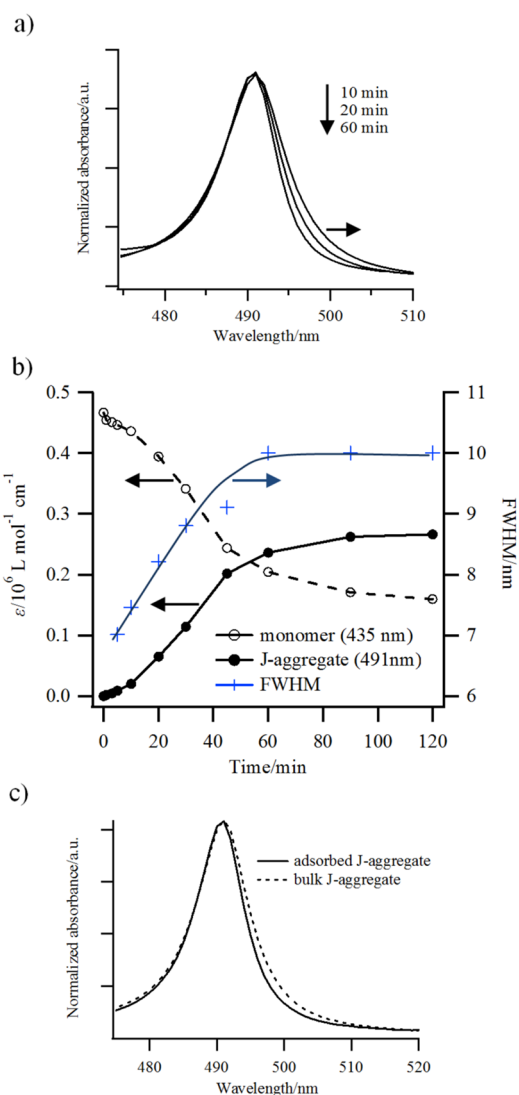 a)
Normalized absorbance/a.u.
10 min
20 min
60 min
480
490
500
510
Wavelength/nm
b)
0.5
0.4
0.3
0.2
0.1
0.0
ε/10⁶ L mol⁻¹ cm⁻¹
11
10
9
8
7
6
FWHM/nm
monomer (435 nm)
J-aggregate (491nm)
FWHM
0
20
40
60
80
100
120
Time/min
c)
Normalized absorbance/a.u.
adsorbed J-aggregate
bulk J-aggregate
480
490
500
510
520
Wavelength/nm